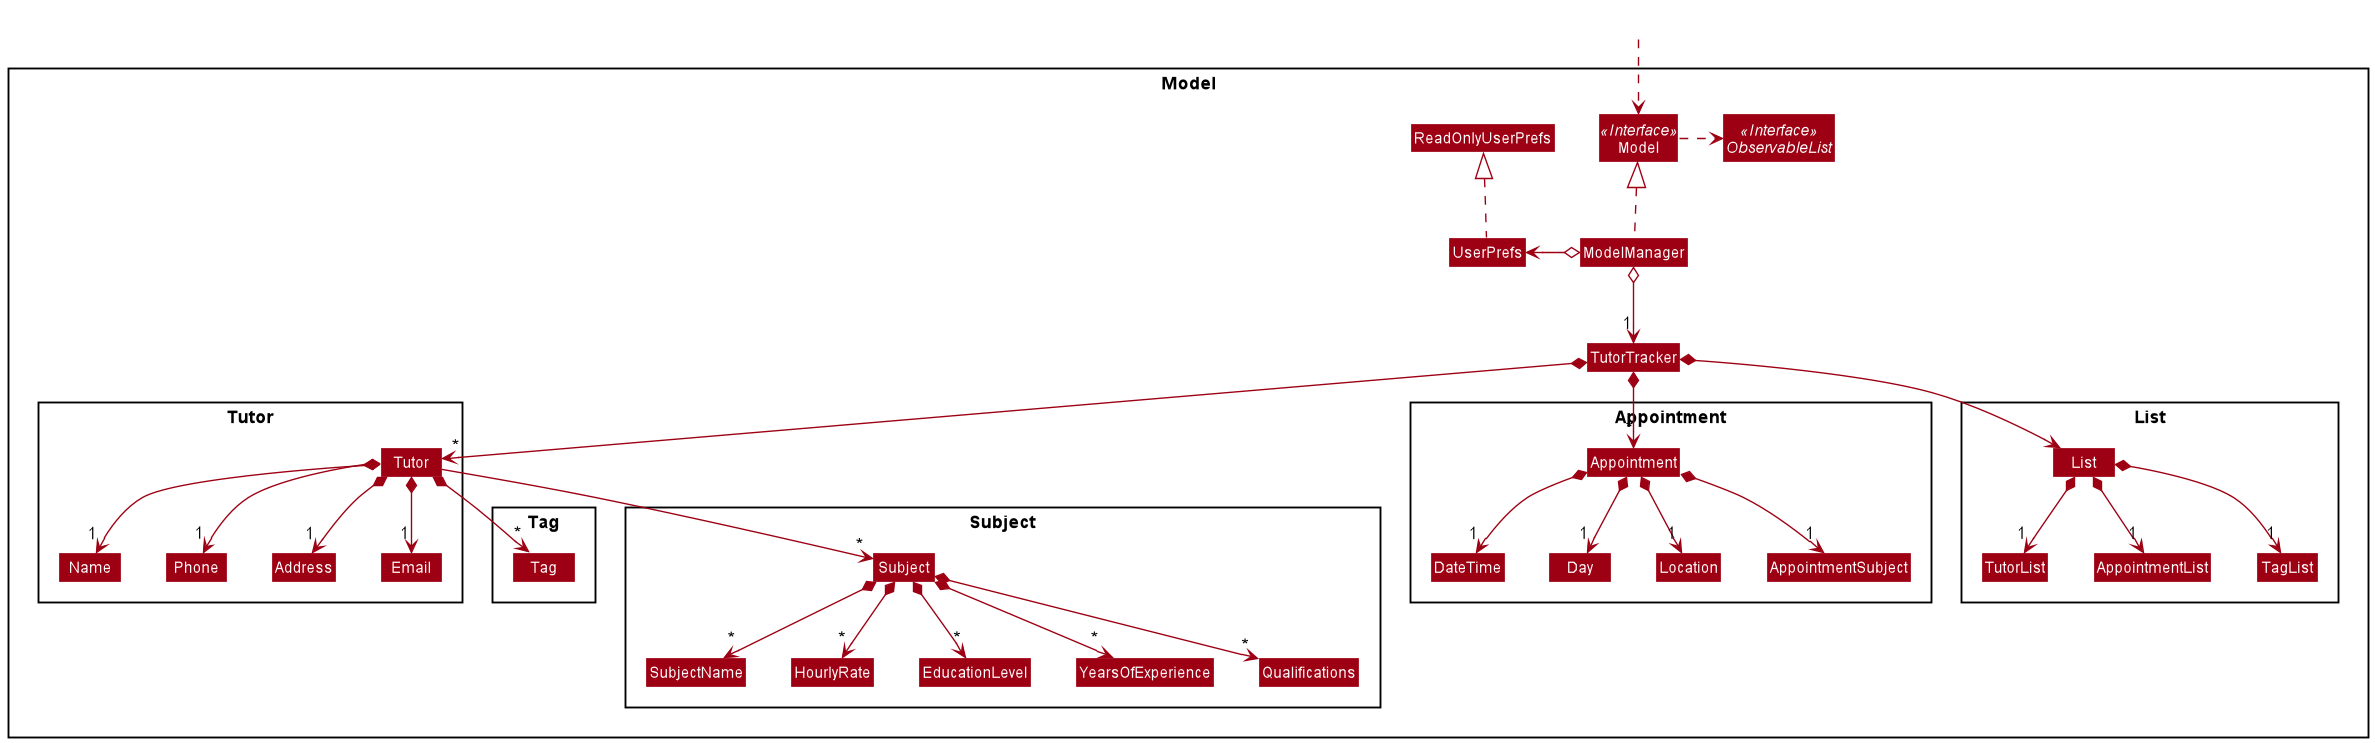 Model
«Interface»
Model
«Interface»
ObservableList
ReadOnlyUserPrefs
UserPrefs
ModelManager
1
TutorTracker
Tutor
*
Tutor
1
1
1
1
*
Name
Phone
Address
Email
Tag
Tag
Subject
*
Subject
*
*
*
*
*
SubjectName
HourlyRate
EducationLevel
YearsOfExperience
Qualifications
Appointment
Appointment
1
1
1
1
DateTime
Day
Location
AppointmentSubject
List
List
1
1
1
TutorList
AppointmentList
TagList